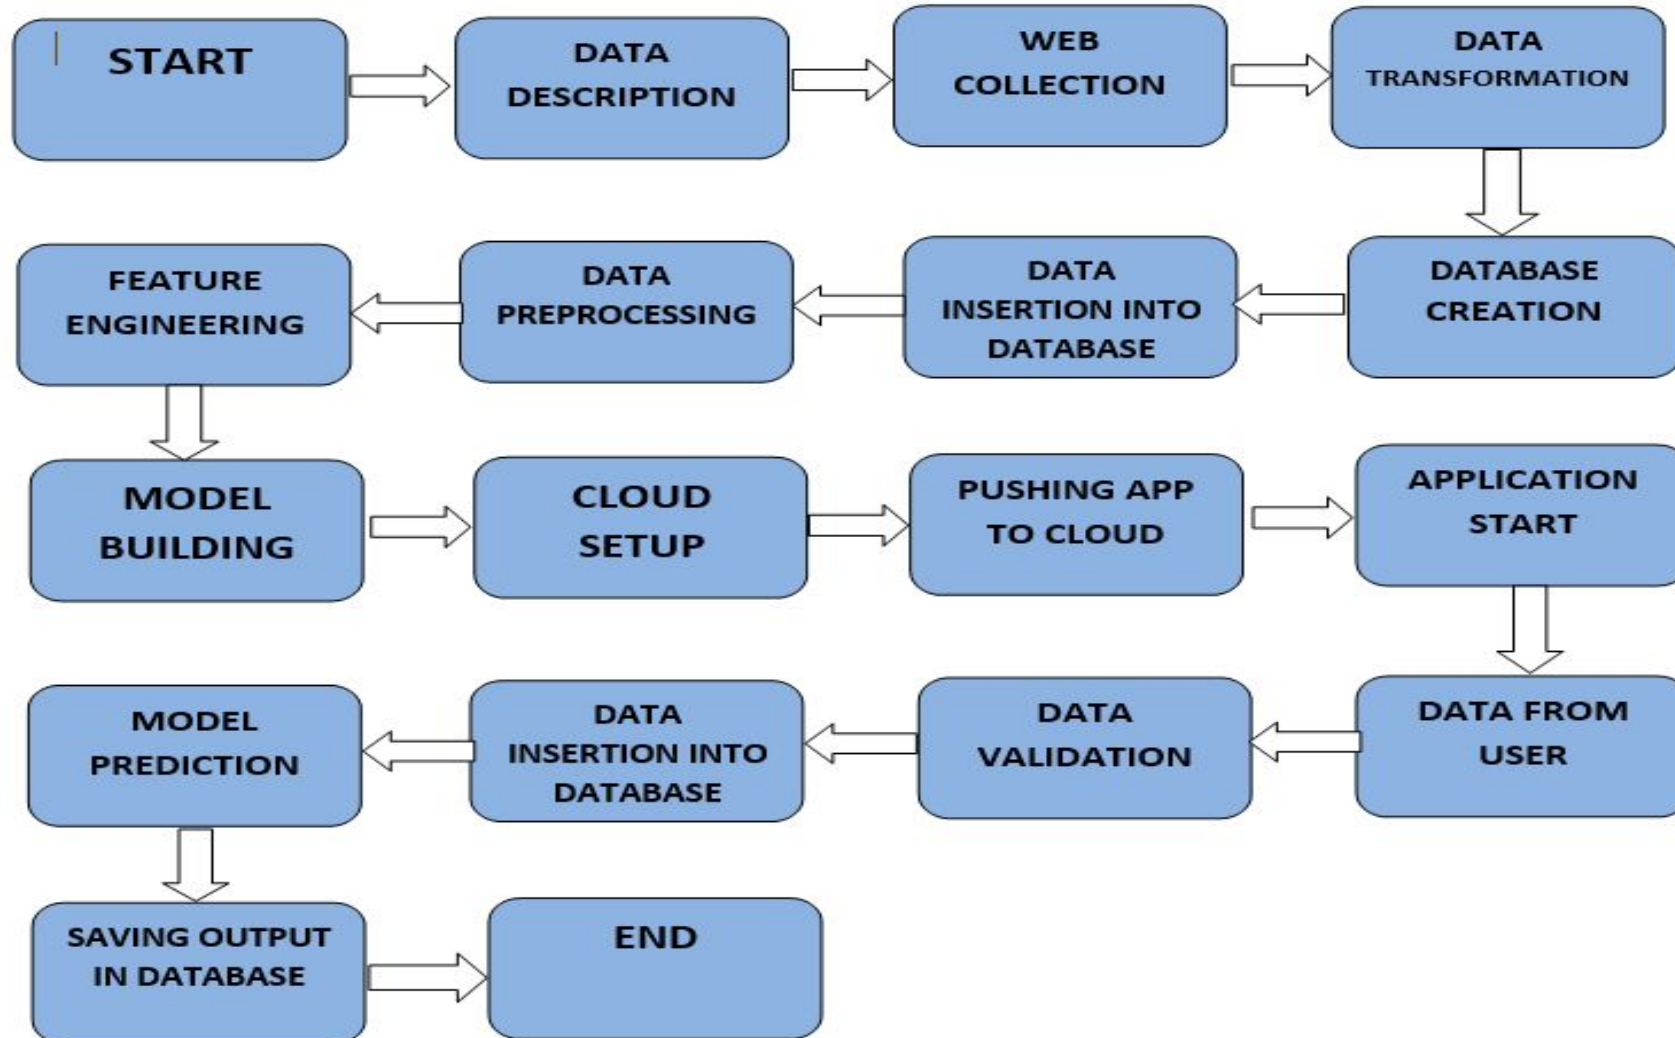 START
DATA
DESCRIPTION
WEB
COLLECTION
DATA
TRANSFORMATION
DATABASE
CREATION
DATA
INSERTION INTO
DATABASE
DATA
PREPROCESSING
FEATURE
ENGINEERING
MODEL
BUILDING
CLOUD
SETUP
PUSHING APP
TO CLOUD
APPLICATION
START
DATA FROM
USER
DATA
VALIDATION
DATA
INSERTION INTO
DATABASE
MODEL
PREDICTION
SAVING OUTPUT
IN DATABASE
END